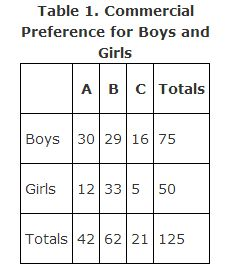 Table 1. Commercial
Preference for Boys and
Girls
A B C Totals
Boys 30 29 16 75
Girls 12 33 5 50
Totals 42 62 21 125